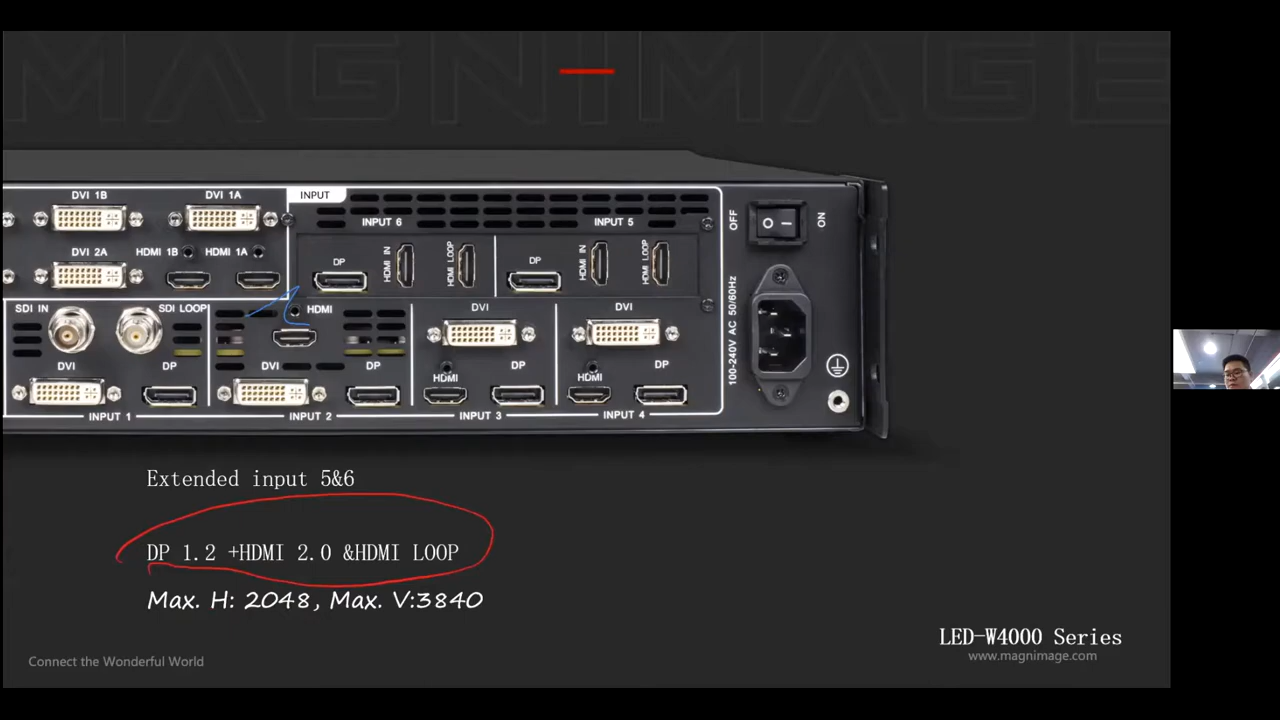 MAGNIMAGE
DVI 1B
DVI 1A
INPUT
INPUT 6
INPUT 5
OFF
ON
DVI 2A
HDMI 1B
HDMI 1A
DP
HDMI IN
HDMI LOOP
DP
HDMI IN
HDMI LOOP
SDI IN
SDI LOOP
HDMI
DVI
DVI
100-240V AC 50/60Hz
DVI
DP
DVI
DP
HDMI
DP
HDMI
DP
INPUT 1
INPUT 2
INPUT 3
INPUT 4
Extended input 5&6
DP 1.2 +HDMI 2.0 &HDMI LOOP
Max. H: 2048, Max. V:3840
LED-W4000 Series
www.magnimage.com
Connect the Wonderful World